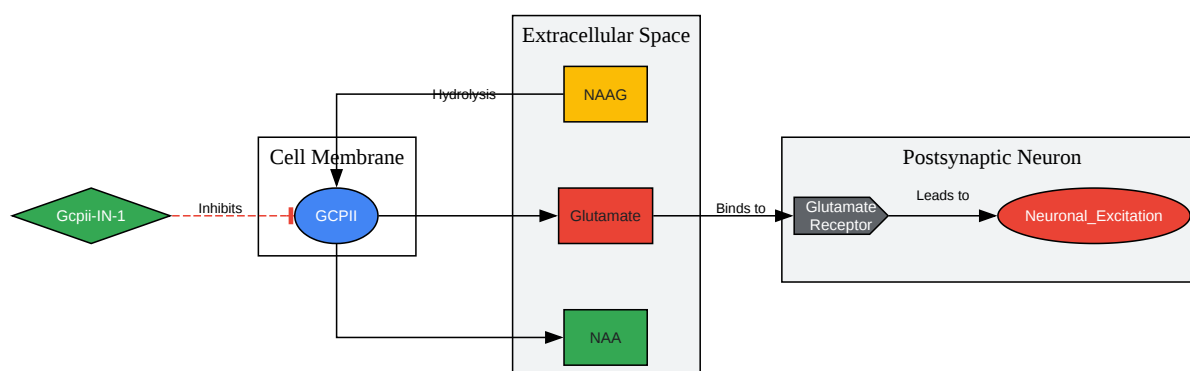 Extracellular Space
NAAG
Hydrolysis
Cell Membrane
Postsynaptic Neuron
Gcpii-IN-1
Inhibits
GCPII
Glutamate
Binds to
Glutamate
Receptor
Leads to
Neuronal_Excitation
NAA